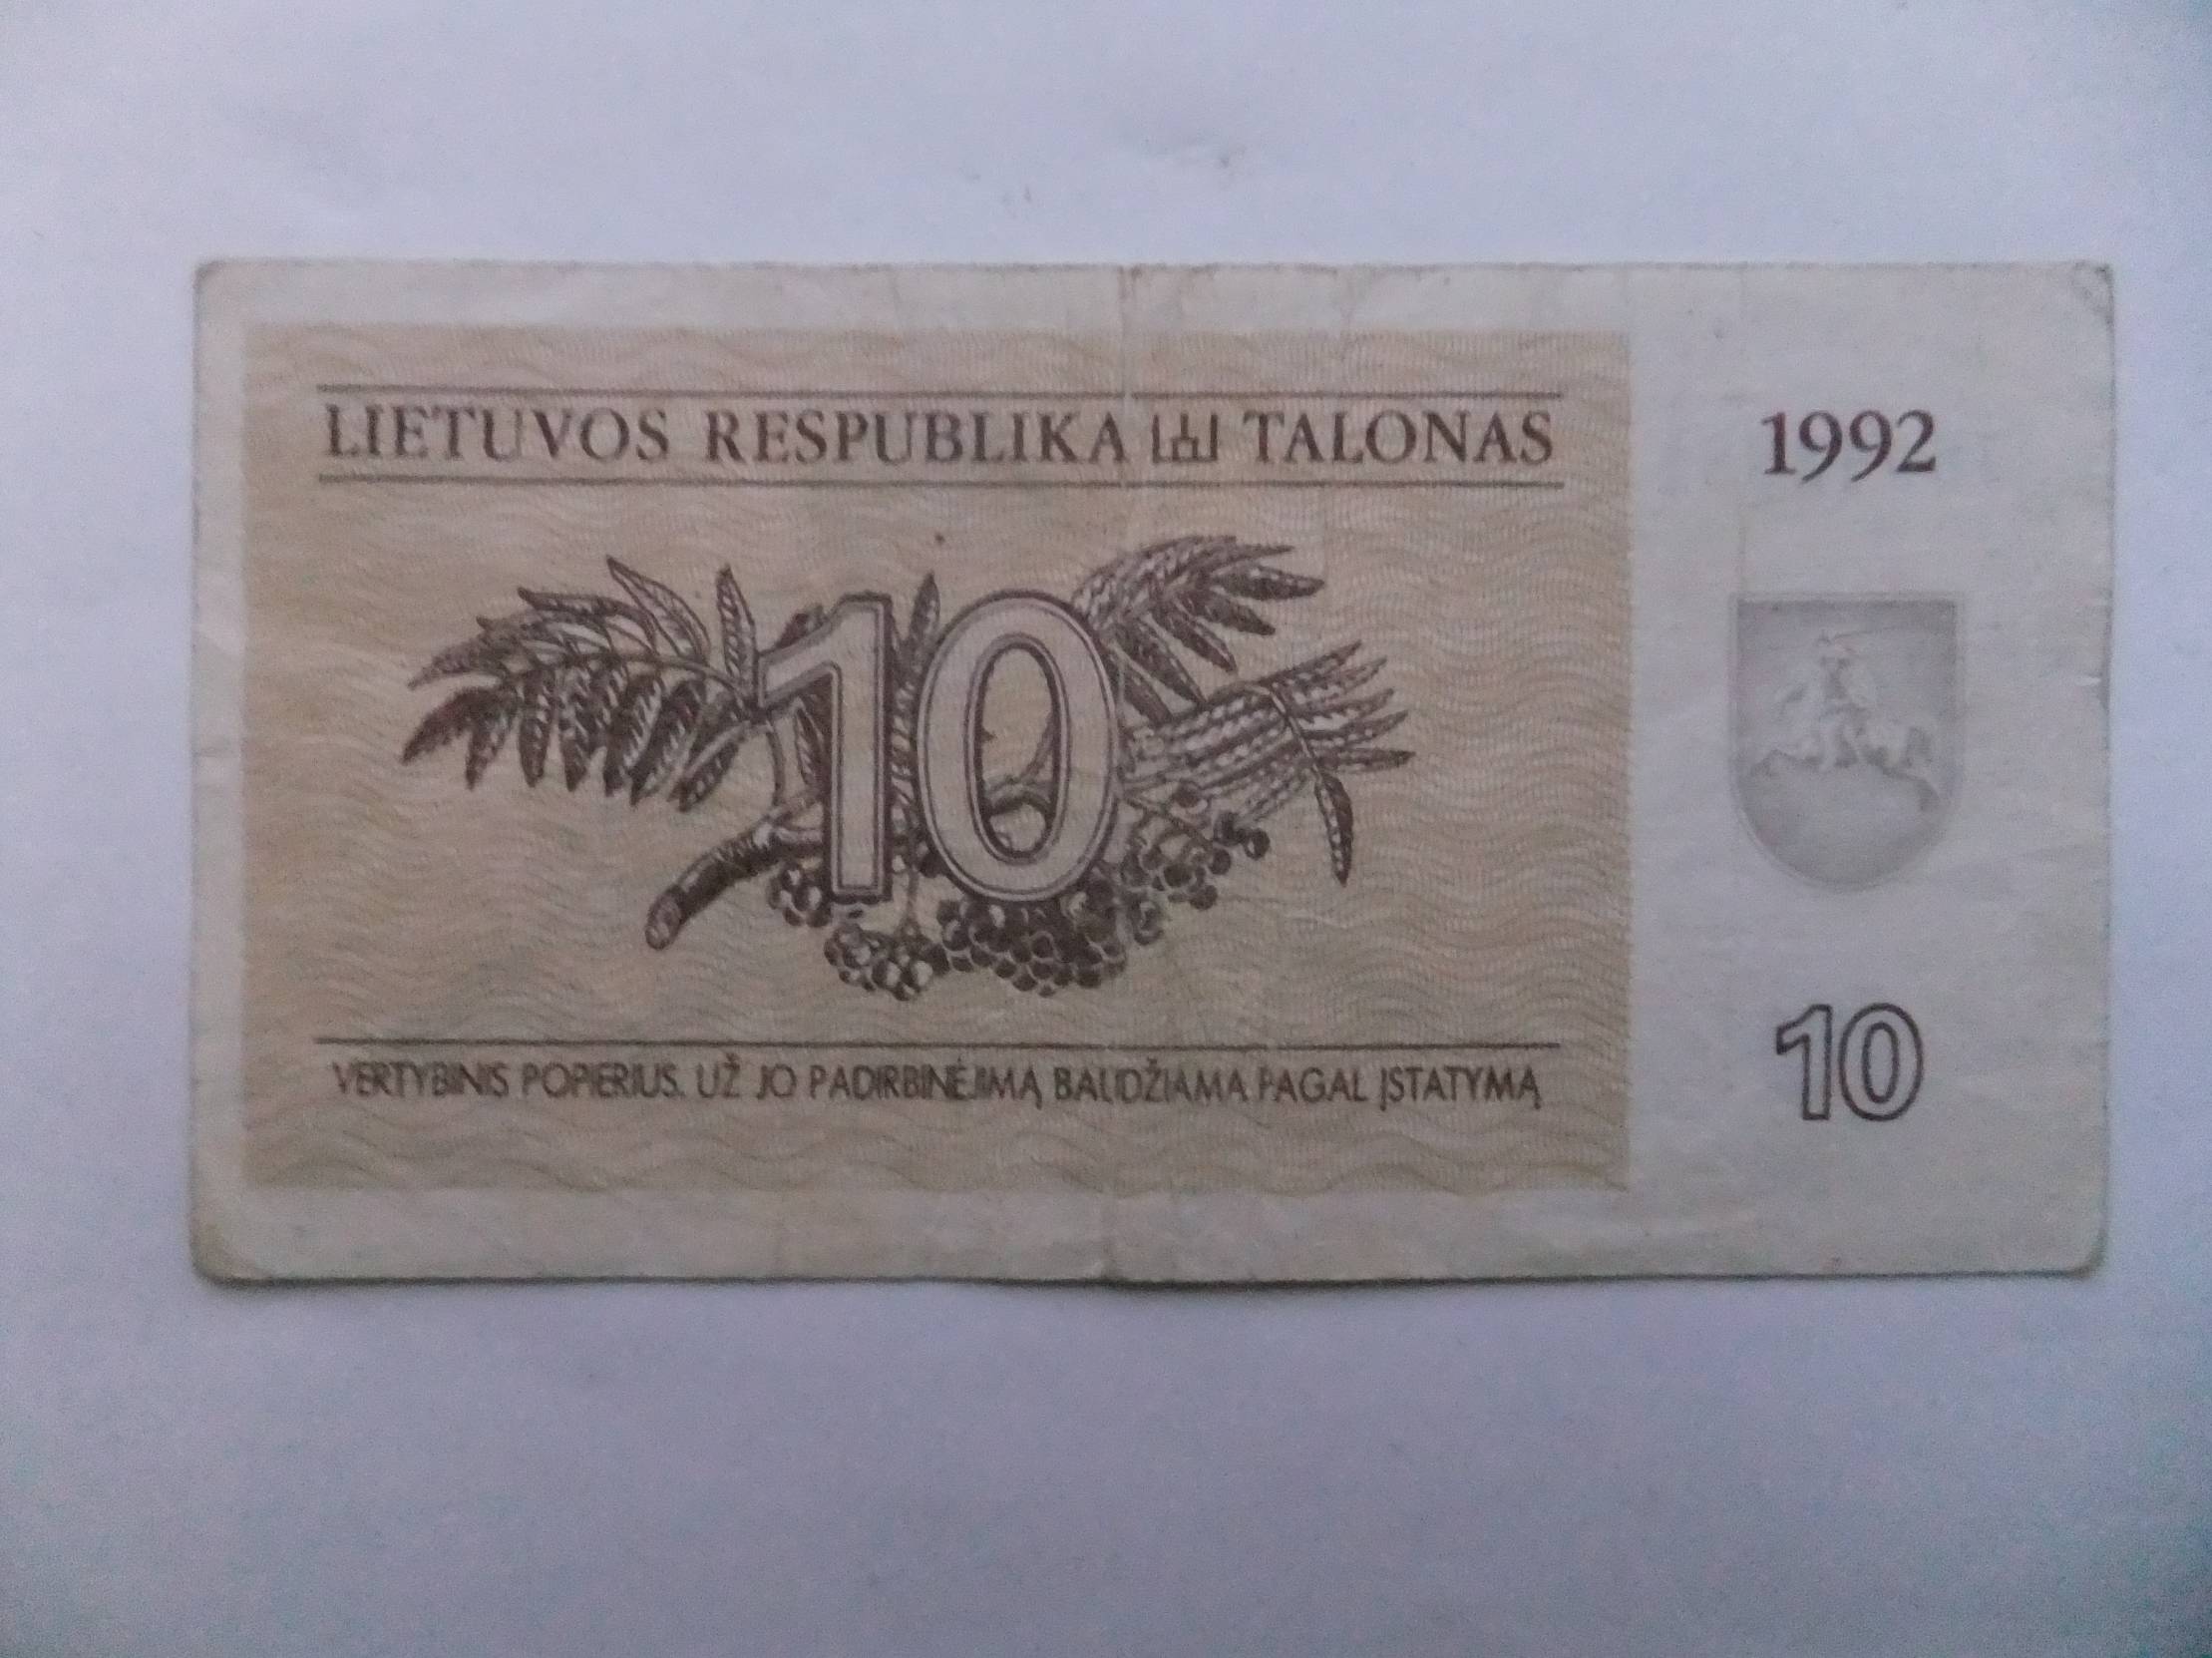 LIETUVOS RESPUBLIKA TALONAS
1992
10
VERTYBINIS POPIERIUS. UŽ JO PADIRBINĖJIMĄ BAUDŽIAMA PAGAL ĮSTATYMĄ
10